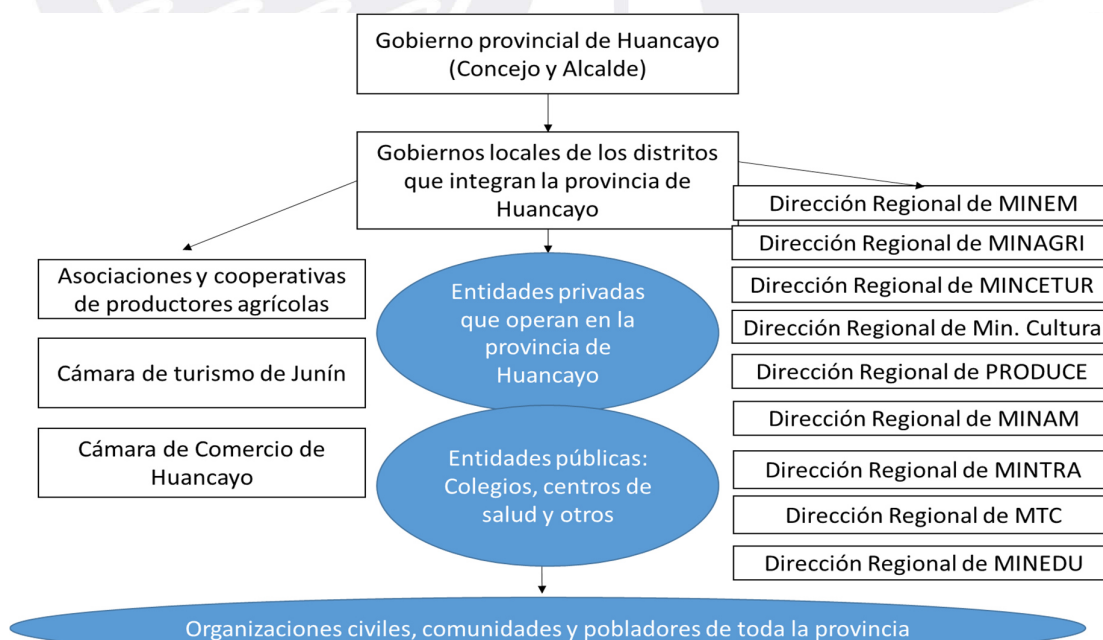 Gobierno provincial de Huancayo
(Concejo y Alcalde)
Gobiernos locales de los distritos
que integran la provincia de
Huancayo
Asociaciones y cooperativas
de productores agrícolas
Cámara de turismo de Junín
Cámara de Comercio de
Huancayo
Entidades privadas
que operan en la
provincia de
Huancayo
Entidades públicas:
Colegios, centros de
salud y otros
Dirección Regional de MINEM
Dirección Regional de MINAGRI
Dirección Regional de MINCETUR
Dirección Regional de Min. Cultura
Dirección Regional de PRODUCE
Dirección Regional de MINAM
Dirección Regional de MINTRA
Dirección Regional de MTC
Dirección Regional de MINEDU
Organizaciones civiles, comunidades y pobladores de toda la provincia